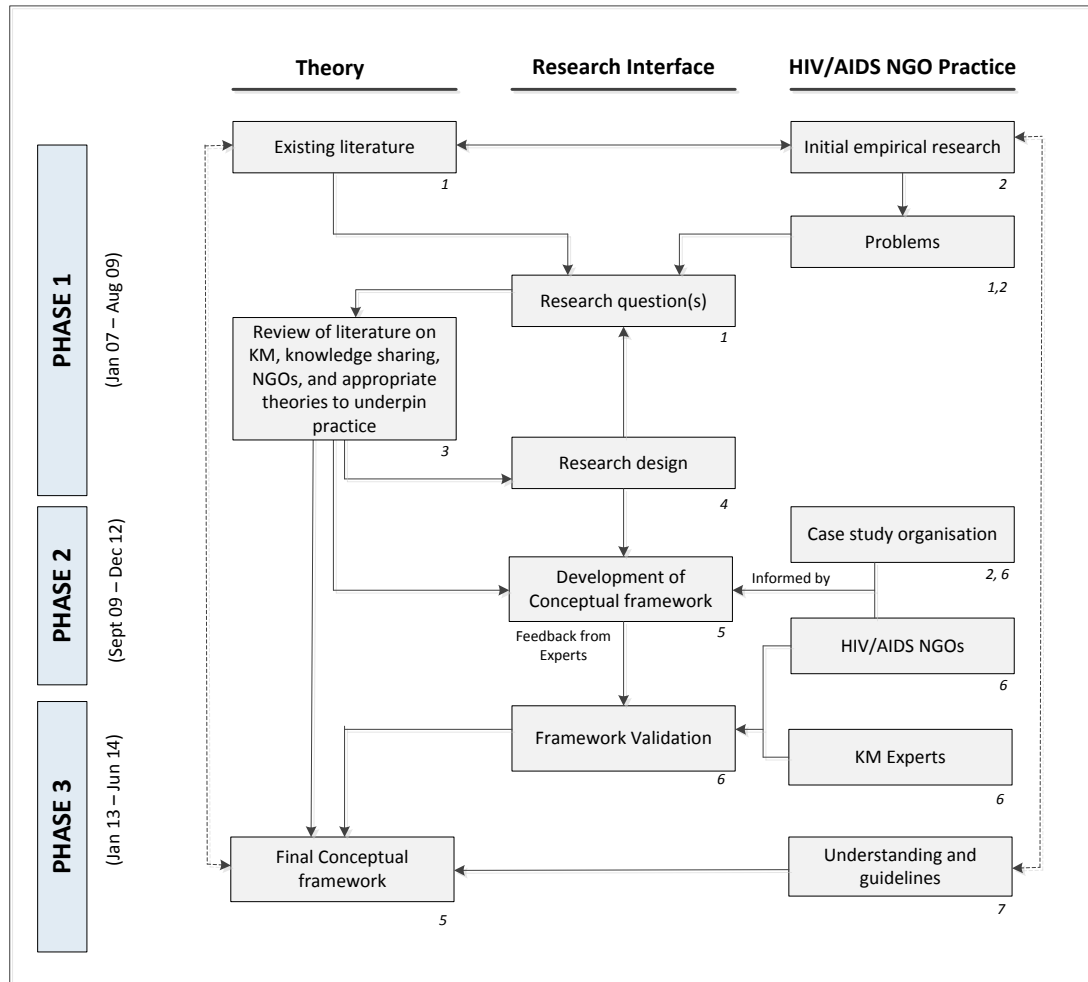 Theory
Research Interface
HIV/AIDS NGO Practice
PHASE 1
(Jan 07 – Aug 09)
Existing literature
1
Initial empirical research
2
Problems
1,2
Research question(s)
1
Review of literature on
KM, knowledge sharing,
NGOs, and appropriate
theories to underpin
practice
3
Research design
4
PHASE 2
(Sept 09 – Dec 12)
Case study organisation
2, 6
Development of
Conceptual framework
5
Informed by
Feedback from
Experts
HIV/AIDS NGOs
6
PHASE 3
(Jan 13 – Jun 14)
Framework Validation
6
KM Experts
6
Final Conceptual
framework
5
Understanding and
guidelines
7